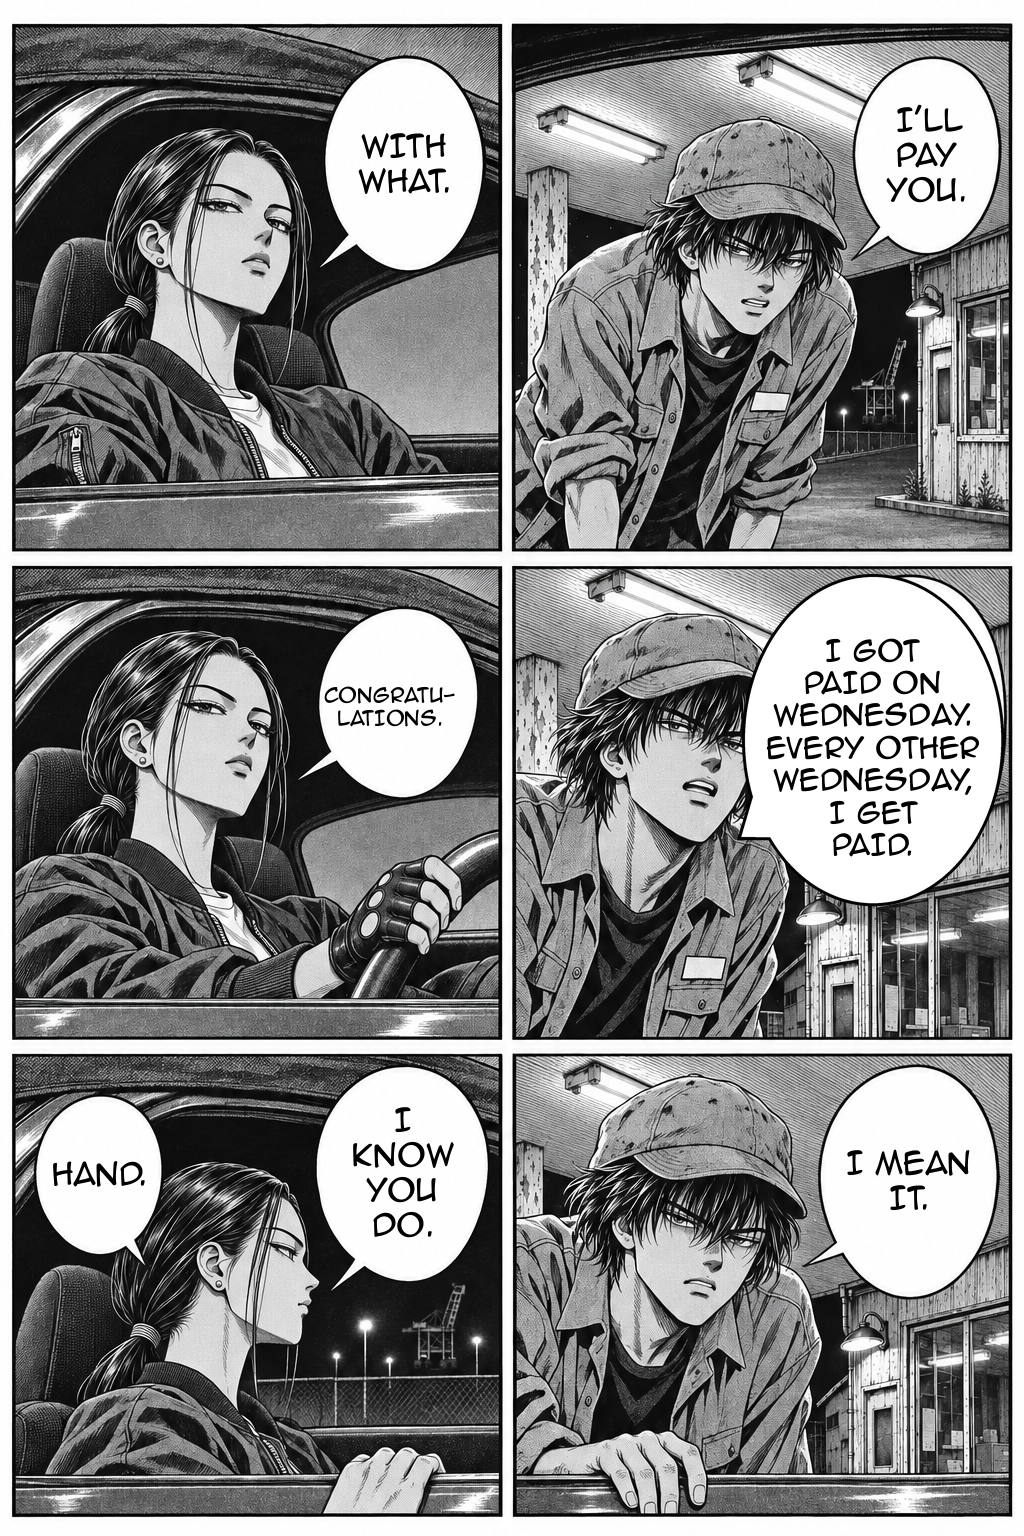 I'LL
PAY
YOU.
WITH
WHAT.
I GOT
PAID ON
WEDNESDAY.
EVERY OTHER
WEDNESDAY,
I GET
PAID.
CONGRATU-
LATIONS.
I MEAN
IT.
I
KNOW
YOU
DO.
HAND.